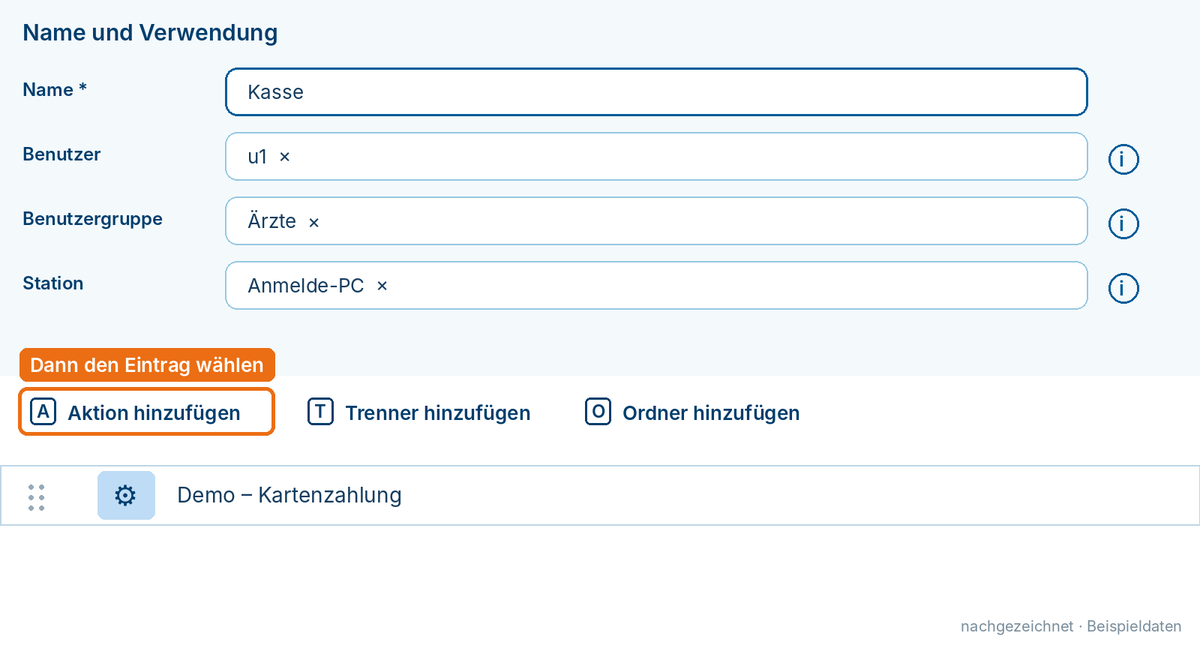 Name und Verwendung
Name *
Kasse
Benutzer
u1 ×
i
Benutzergruppe
Ärzte ×
i
Station
Anmelde-PC ×
i
Dann den Eintrag wählen
A Aktion hinzufügen
T Trenner hinzufügen
O Ordner hinzufügen
Demo – Kartenzahlung
nachgezeichnet · Beispieldaten